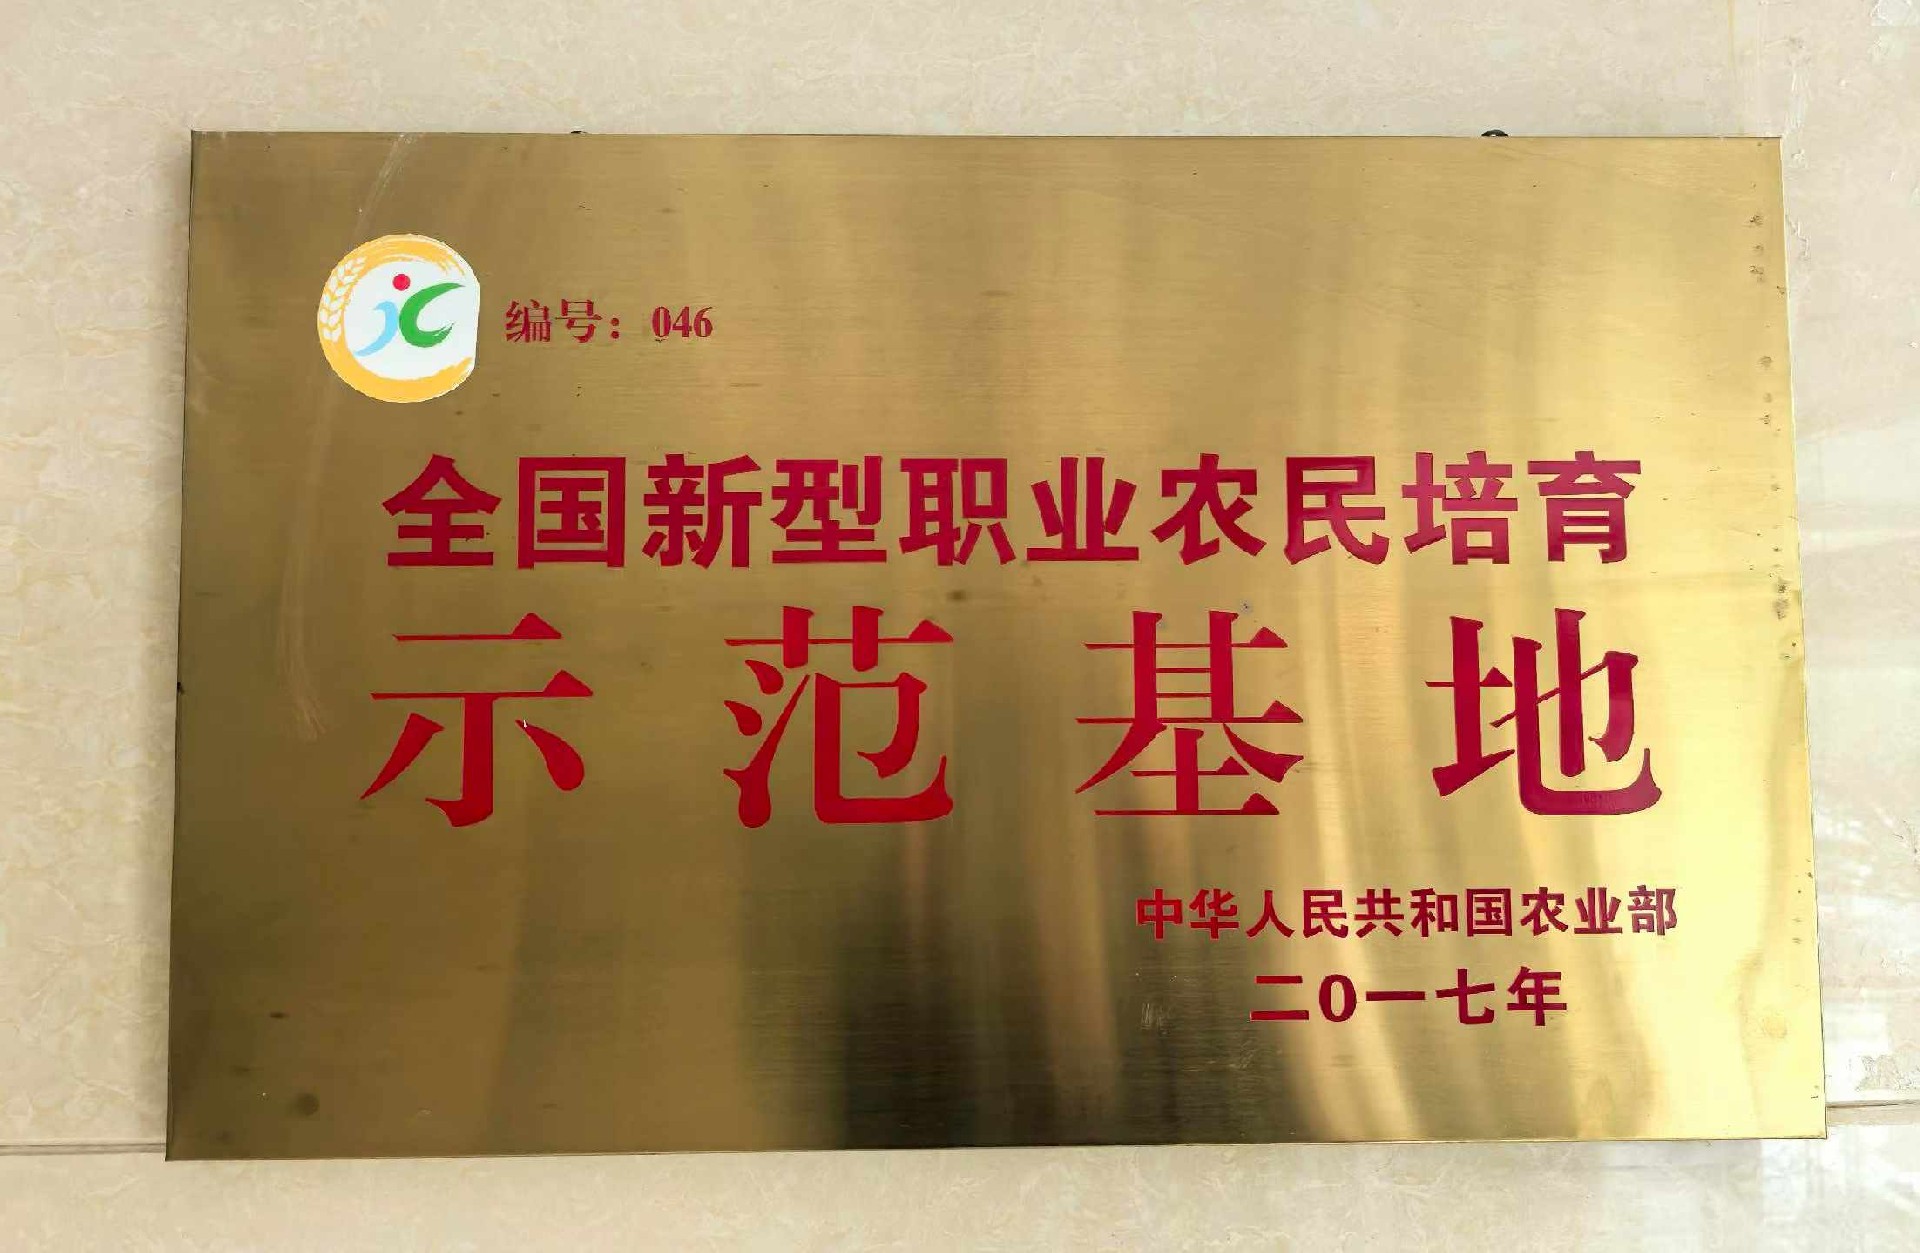 编号：046
全国新型职业农民培育
示范基地
中华人民共和国农业部
二0一七年